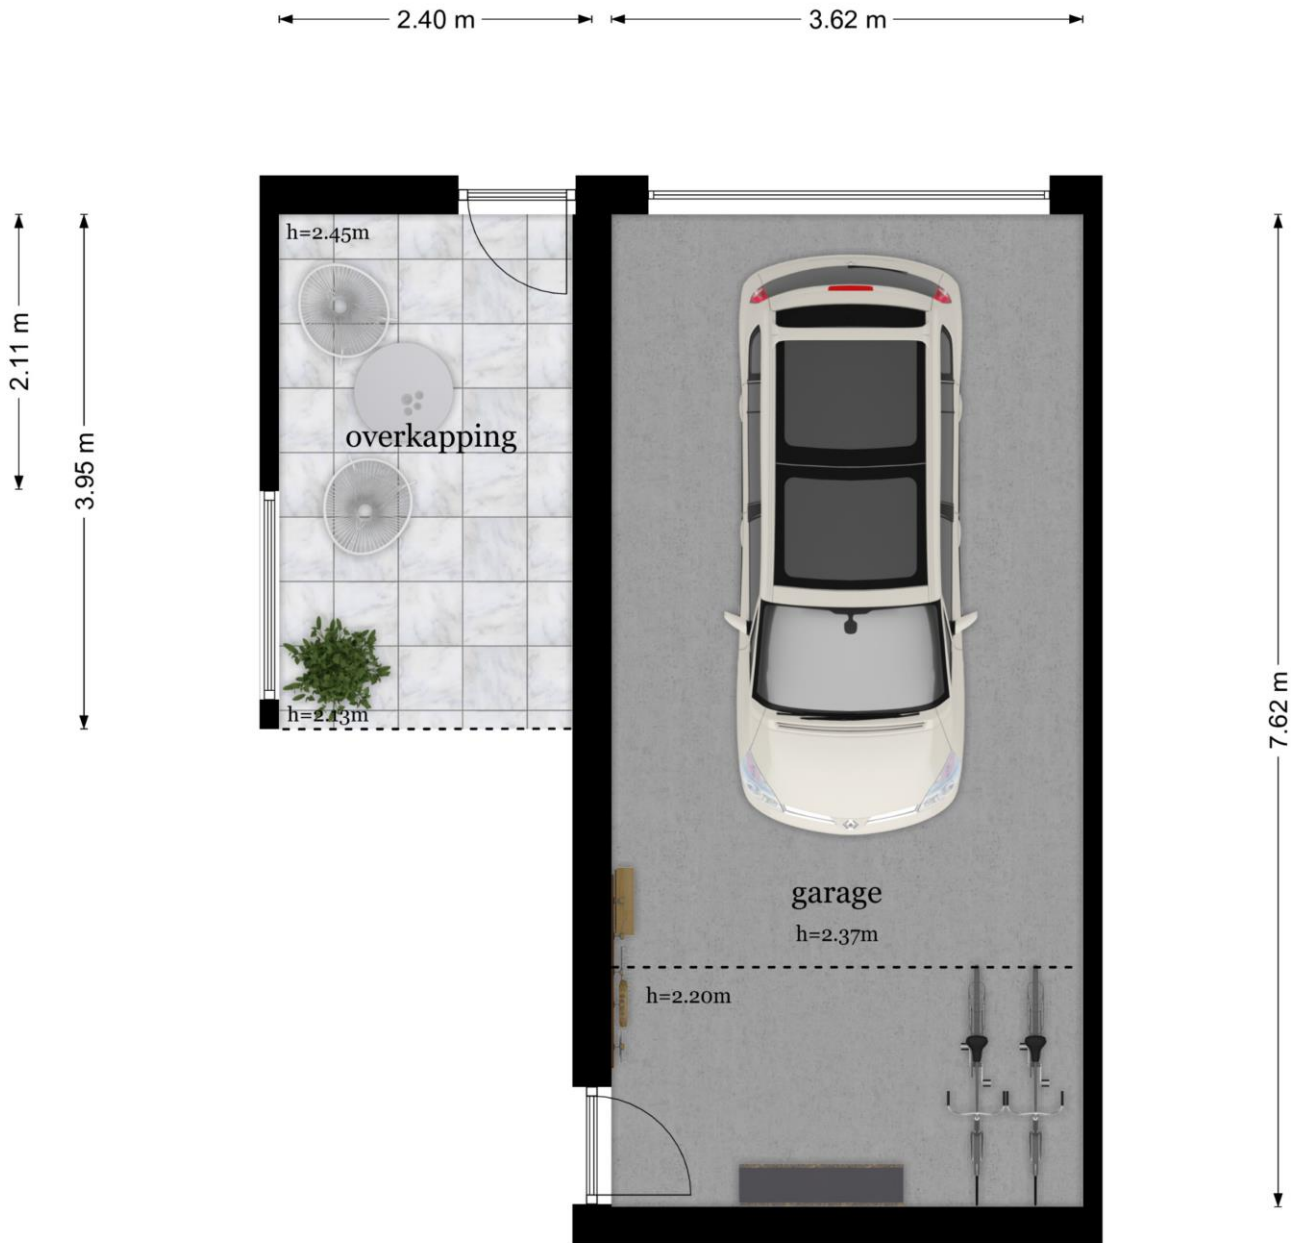 2.40 m
3.62 m
h=2.45m
2.11 m
3.95 m
overkapping
h=2.13m
7.62 m
garage
h=2.37m
h=2.20m